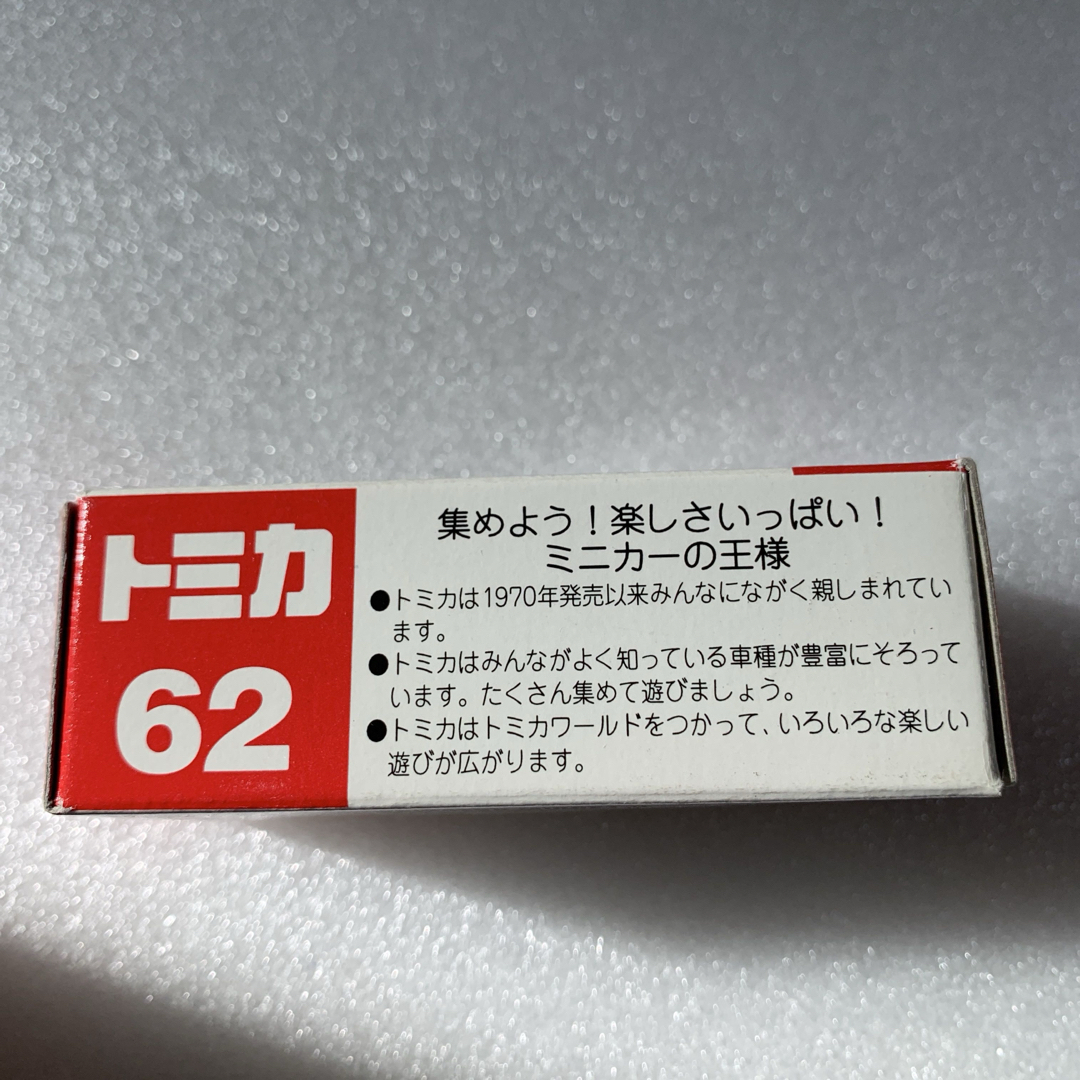 トミカ
62
集めよう！楽しさいっぱい！
ミニカーの王様
●トミカは1970年発売以来みんなにながく親しまれてい
ます。
●トミカはみんながよく知っている車種が豊富にそろって
います。たくさん集めて遊びましょう。
●トミカはトミカワールドをつかって、いろいろな楽しい
遊びが広がります。